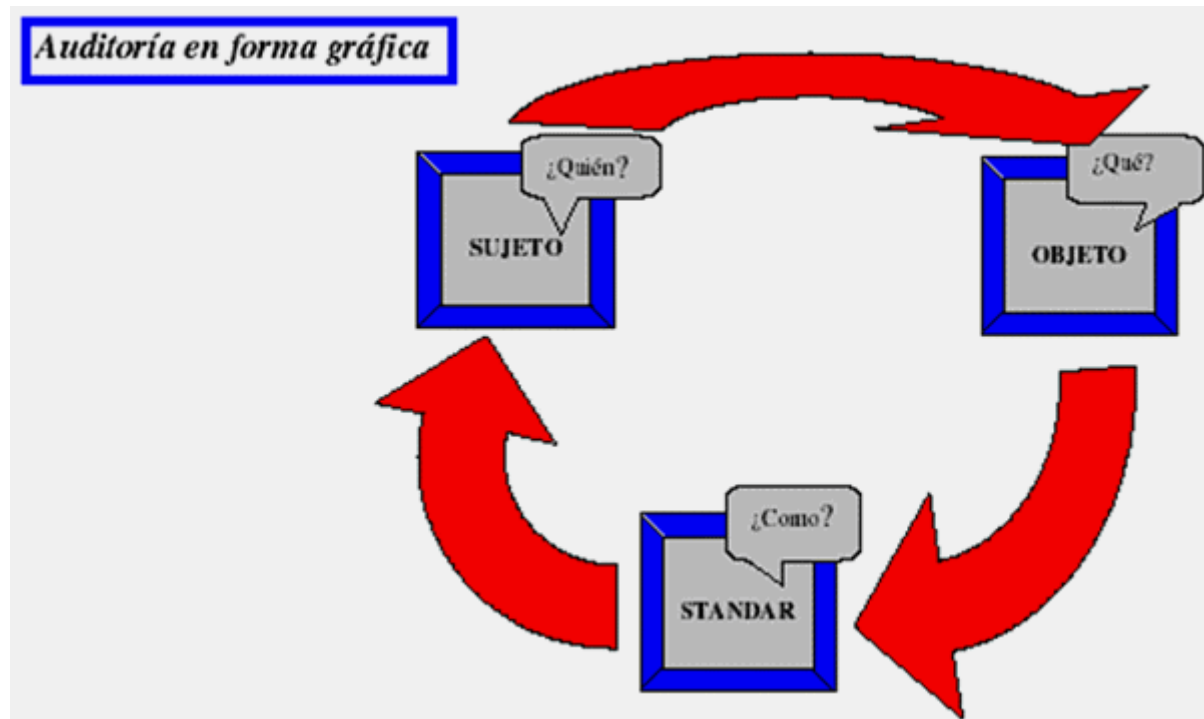 Auditoría en forma gráfica
¿Quién?
SUJETO
¿Qué?
OBJETO
¿Como?
STANDAR